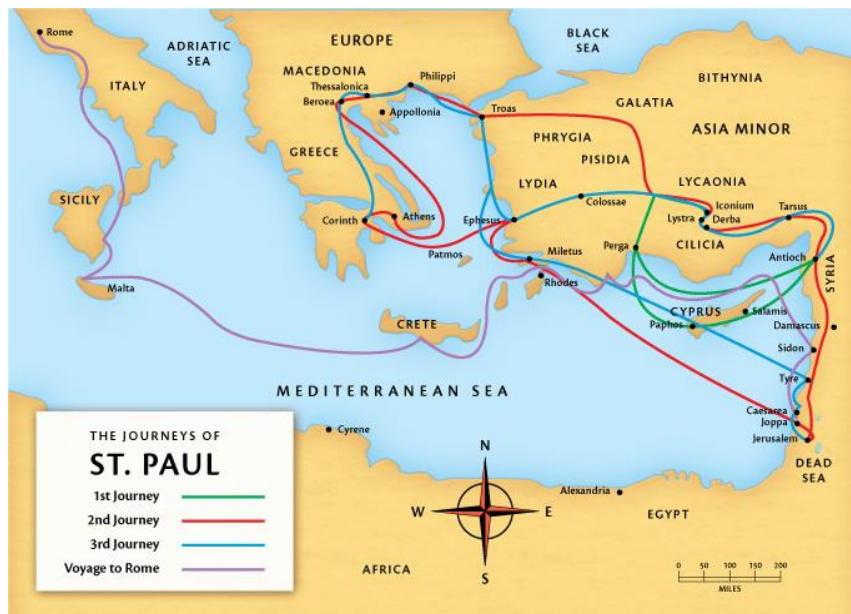 Rome
ADRIATIC
SEA
ITALY
EUROPE
BLACK
SEA
MACEDONIA
Thessalonica
Beroea
Philippi
Appollonia
Troas
BITHYNIA
GALATIA
ASIA MINOR
PHRYGIA
PISIDIA
GREECE
LYDIA
LYCAONIA
SICILY
Corinth
Athens
Ephesus
Colossae
Iconium
Lystra
Derba
Tarsus
CILICIA
Patmos
Miletus
Perga
Antioch
SYRIA
Malta
Rhodes
CYPRUS
Salamis
Paphos
Damascus
CRETE
Sidon
Tyre
MEDITERRANEAN SEA
Caesarea
Joppa
Jerusalem
DEAD
SEA
Cyrene
Alexandria
EGYPT
AFRICA
THE JOURNEYS OF
ST. PAUL
1st Journey
2nd Journey
3rd Journey
Voyage to Rome
N
W E
S
0 50 100 150 200
MILES